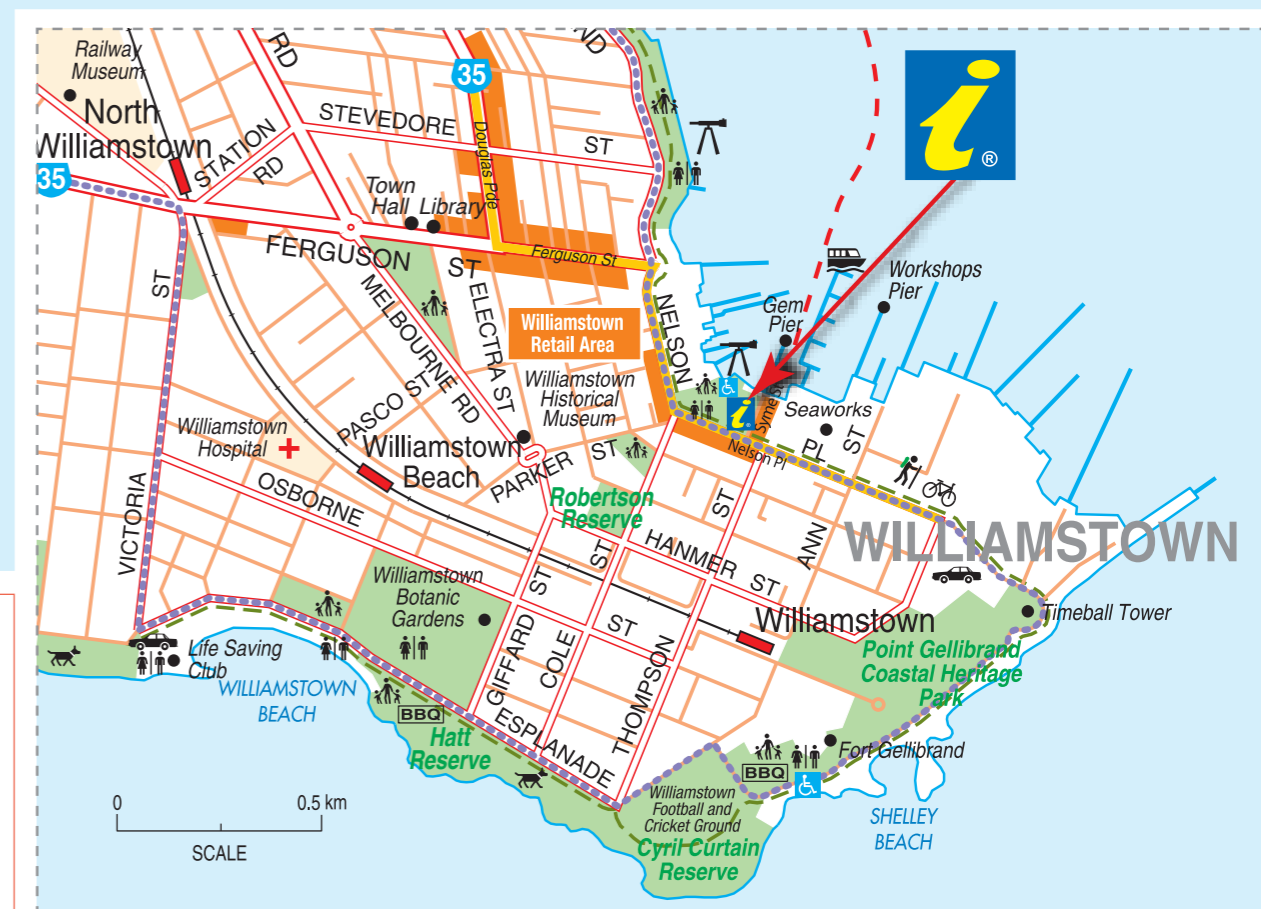 Railway
Museum
North
Williamstown
35
STATION
RD
RD
35
STEVEDORE
ST
Douglas Pde
Town
Hall
Library
FERGUSON
ST
Ferguson St
ND
i
®
Workshops
Pier
Gem
Pier
NELSON
Williamstown
Retail Area
ST
MELBOURNE RD
ELECTRA ST
PASCO ST
Williamstown
Historical
Museum
i
Seaworks
Nelson Pl
PL
ST
Williamstown
Hospital
Williamstown
Beach
PARKER
ST
Robertson
Reserve
OSBORNE
VICTORIA
ST
HANMER
ST
ANN
WILLIAMSTOWN
Williamstown
Botanic
Gardens
ST
ST
GIFFARD
COLE
ST
THOMPSON
Williamstown
Timeball Tower
Point Gellibrand
Coastal Heritage
Park
Life Saving
Club
WILLIAMSTOWN
BEACH
BBQ
Hatt
Reserve
ESPLANADE
BBQ
Fort Gellibrand
Williamstown
Football and
Cricket Ground
Cyril Curtain
Reserve
SHELLEY
BEACH
0
0.5 km
SCALE